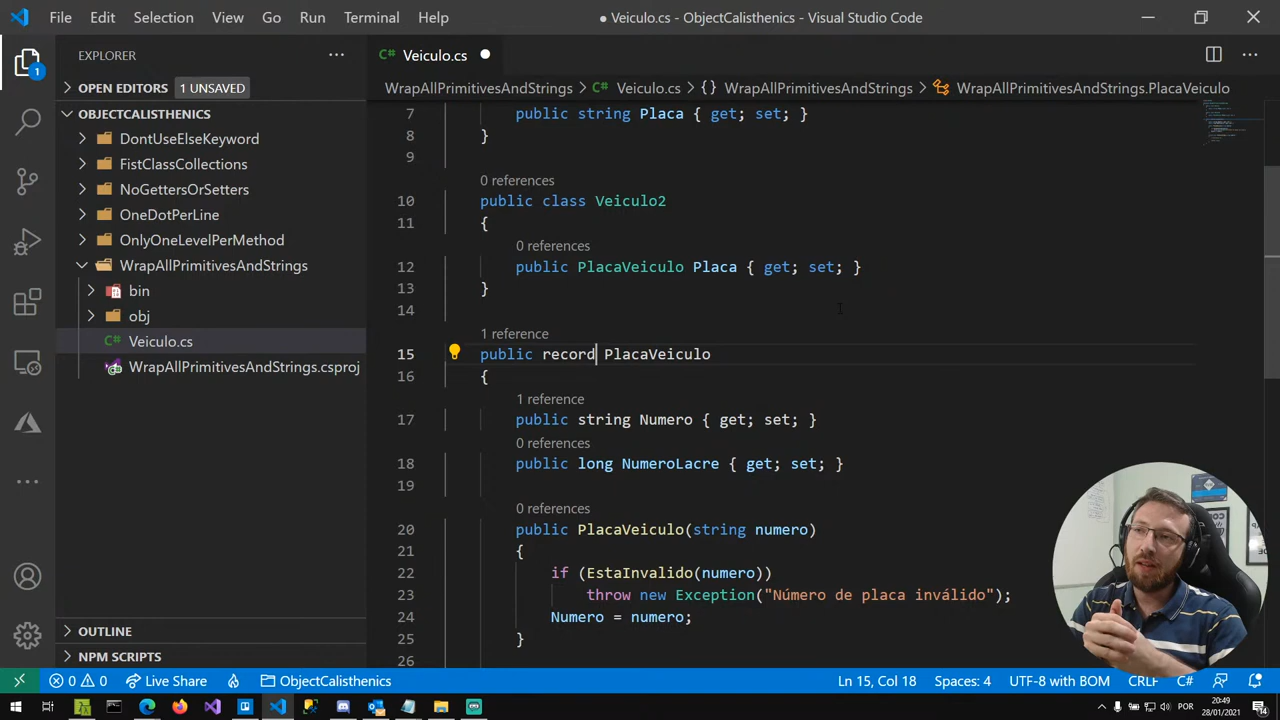 File Edit Selection View Go Run Terminal Help
● Veiculo.cs - ObjectCalisthenics - Visual Studio Code
EXPLORER
OPEN EDITORS 1 UNSAVED
OBJECTCALISTHENICS
DontUseElseKeyword
FistClassCollections
NoGettersOrSetters
OneDotPerLine
OnlyOneLevelPerMethod
WrapAllPrimitivesAndStrings
bin
obj
C# Veiculo.cs
WrapAllPrimitivesAndStrings.csproj
OUTLINE
NPM SCRIPTS
1
C# Veiculo.cs ●
WrapAllPrimitivesAndStrings > C# Veiculo.cs > {} WrapAllPrimitivesAndStrings > WrapAllPrimitivesAndStrings.PlacaVeiculo
7 public string Placa { get; set; }
8 }
9
0 references
10 public class Veiculo2
11 {
0 references
12 public PlacaVeiculo Placa { get; set; }
13 }
14
1 reference
15 public record PlacaVeiculo
16 {
1 reference
17 public string Numero { get; set; }
0 references
18 public long NumeroLacre { get; set; }
19
0 references
20 public PlacaVeiculo(string numero)
21 {
22 if (EstaInvalido(numero))
23 throw new Exception("Número de placa inválido");
24 Numero = numero;
25 }
26
0 0 Live Share ObjectCalisthenics Ln 15, Col 18 Spaces: 4 UTF-8 with BOM CRLF C#
POR 20:49
28/01/2021
14